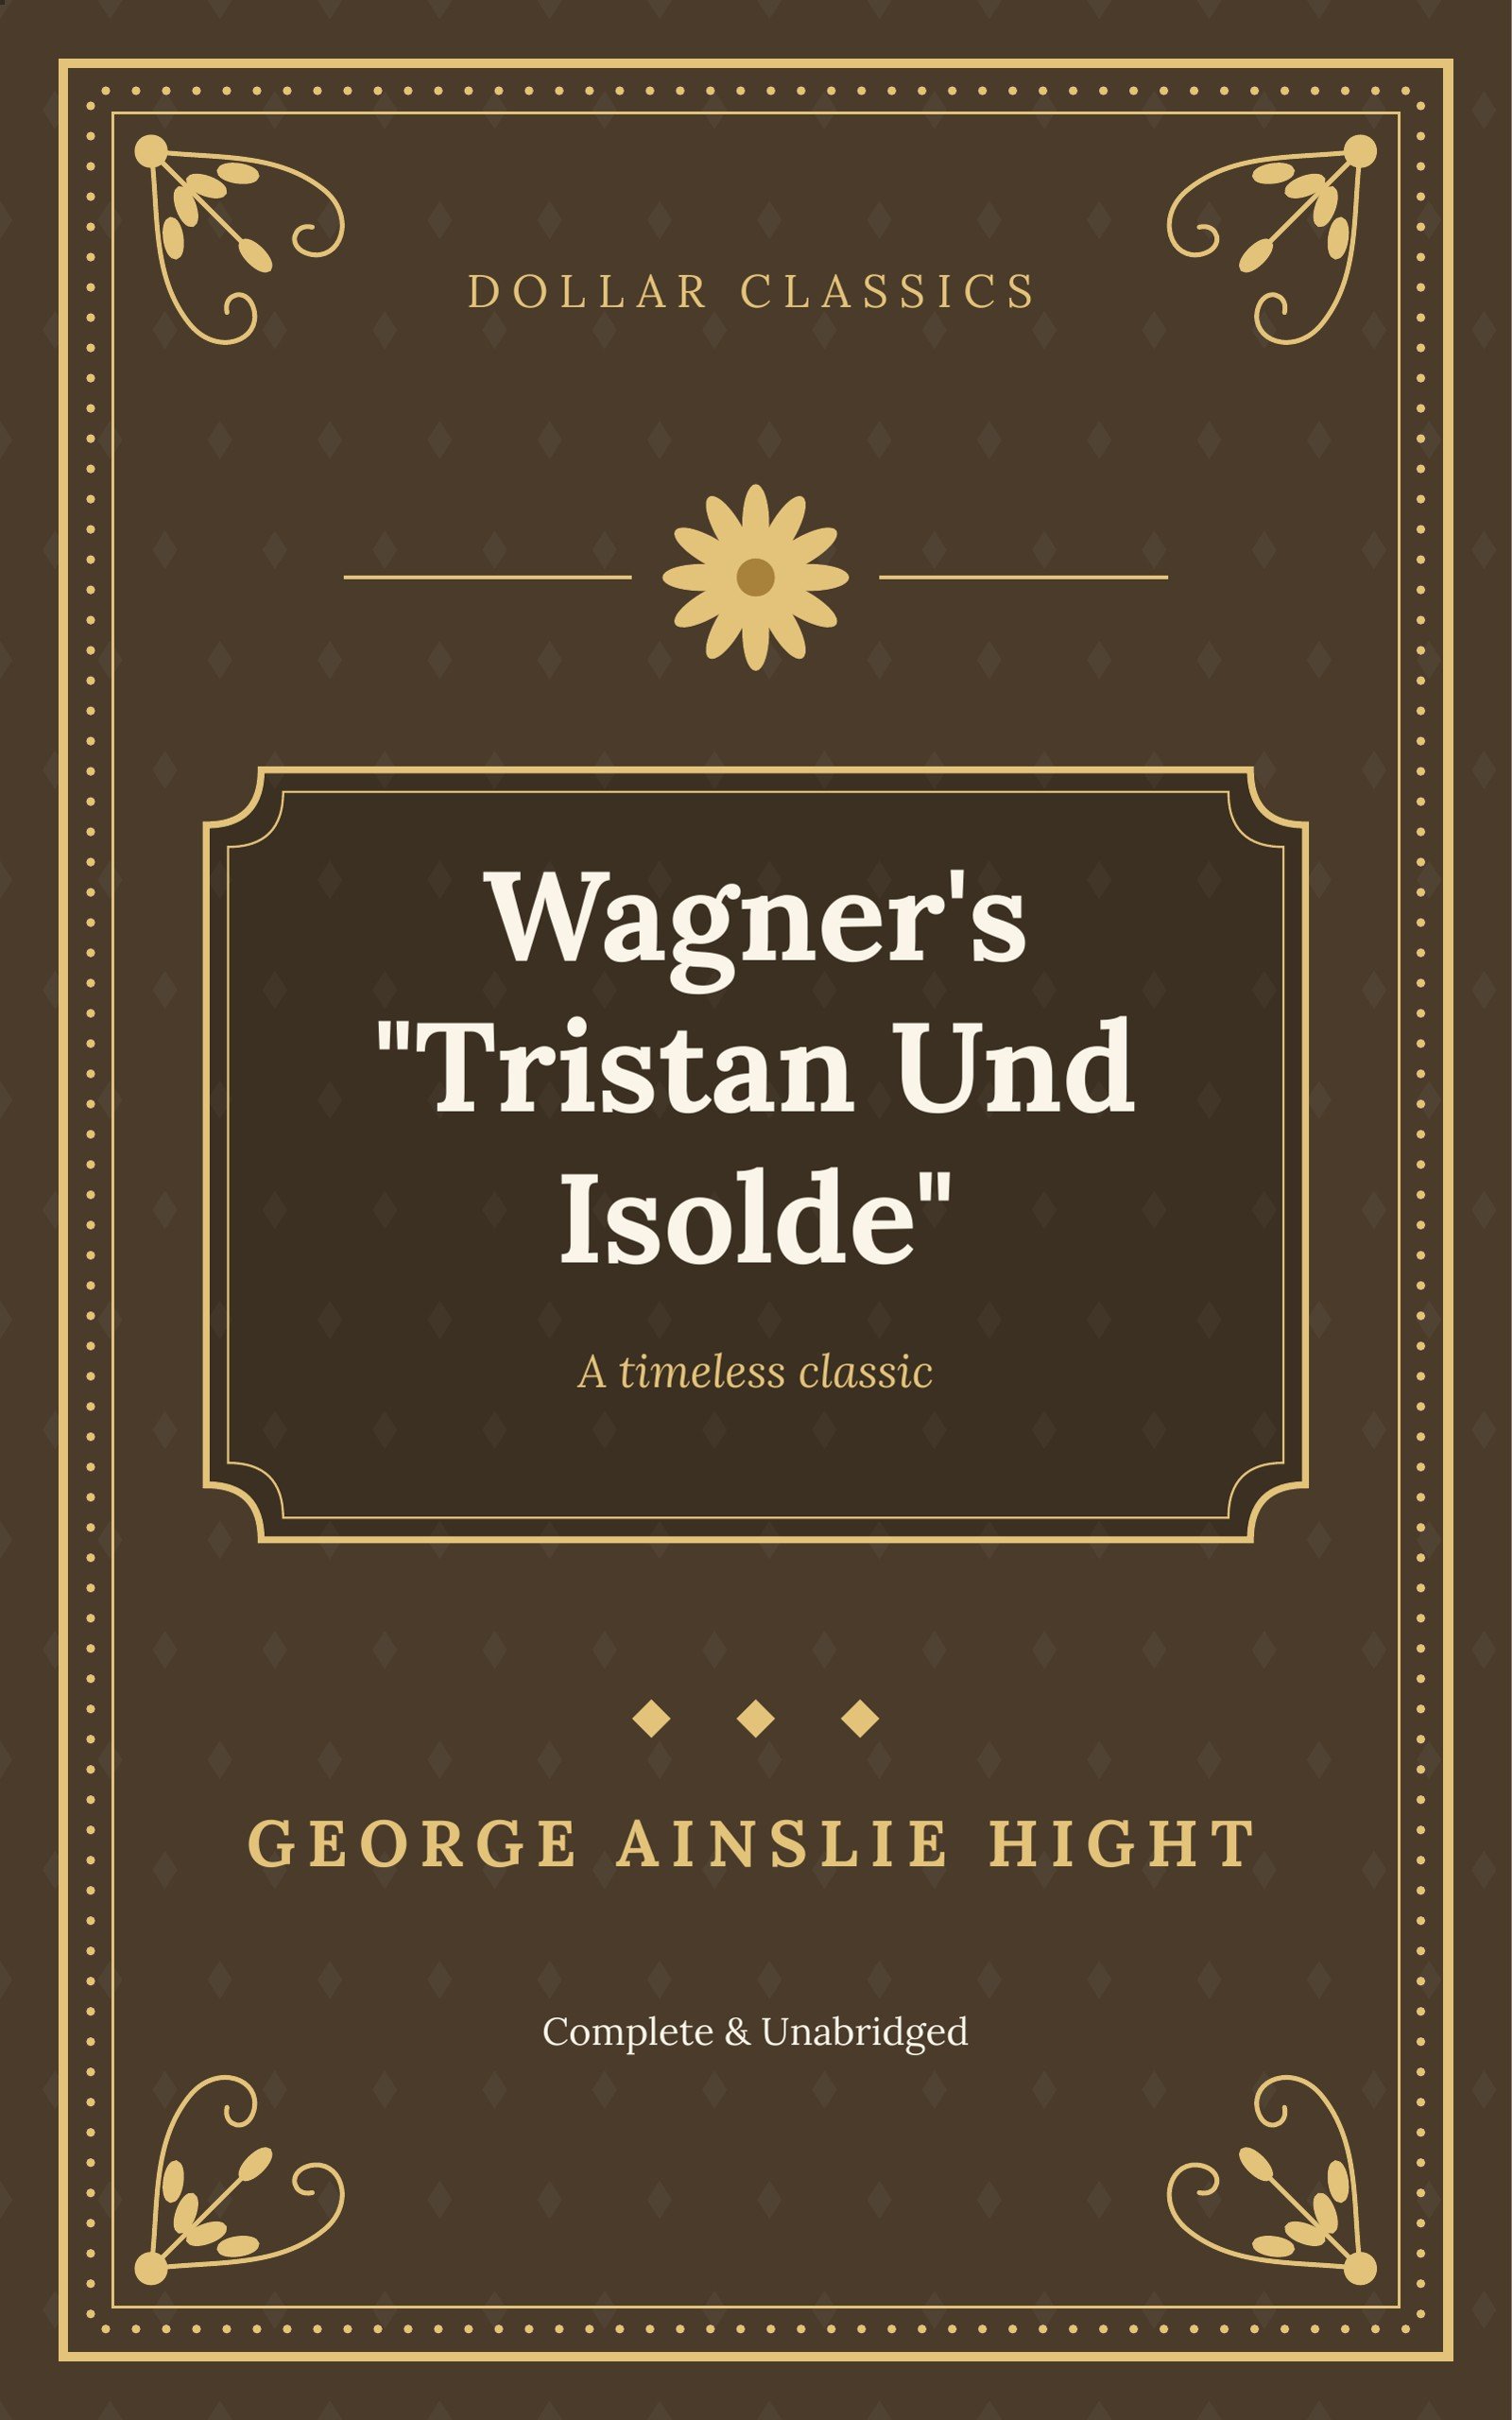 DOLLAR CLASSICS
Wagner's
"Tristan Und
Isolde"
A timeless classic
GEORGE AINSLIE HIGHT
Complete & Unabridged